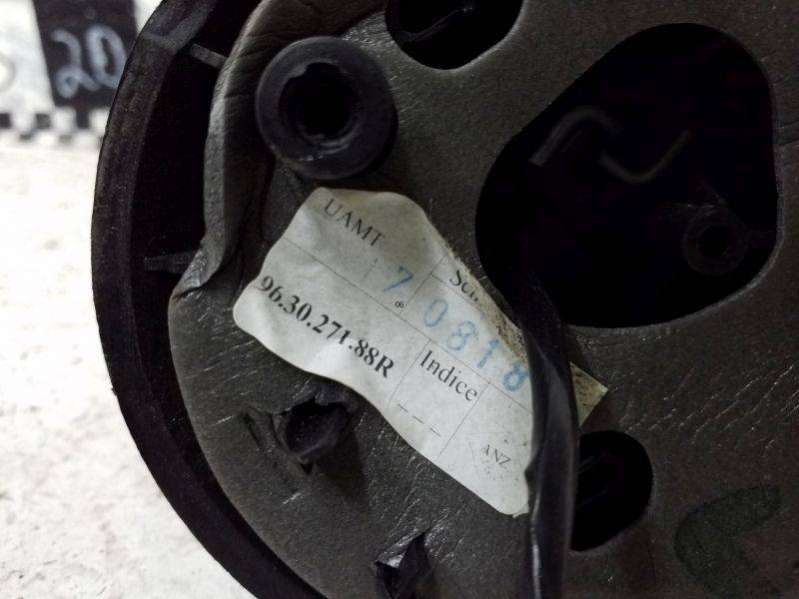 20
UAMT
7 0818
96.30.271.88R
Indice
---
ANZ